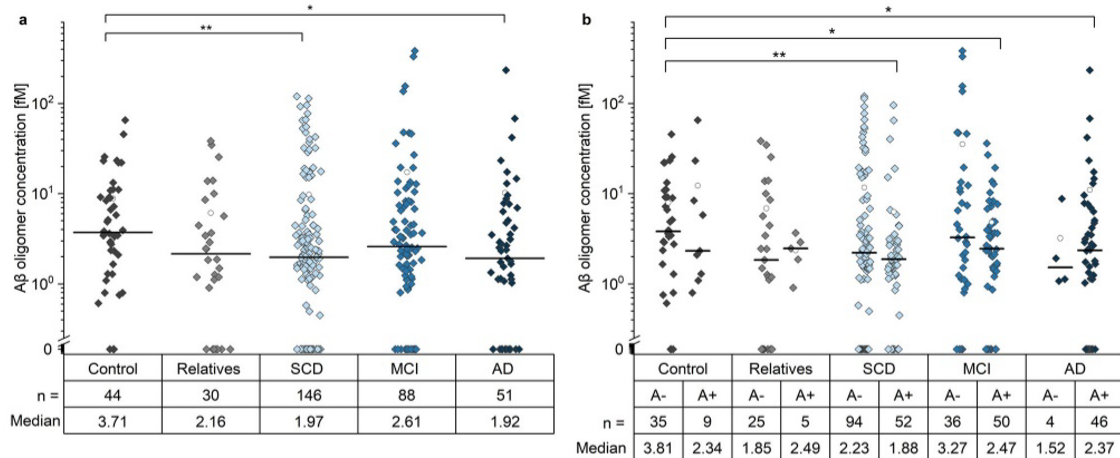 a
*
**
Aβ oligomer concentration [fM]
10²
10¹
10⁰
0
Control Relatives SCD MCI AD
n = 44 30 146 88 51
Median 3.71 2.16 1.97 2.61 1.92
b
*
*
**
Aβ oligomer concentration [fM]
10²
10¹
10⁰
0
Control Relatives SCD MCI AD
A- A+ A- A+ A- A+ A- A+ A- A+
n = 35 9 25 5 94 52 36 50 4 46
Median 3.81 2.34 1.85 2.49 2.23 1.88 3.27 2.47 1.52 2.37